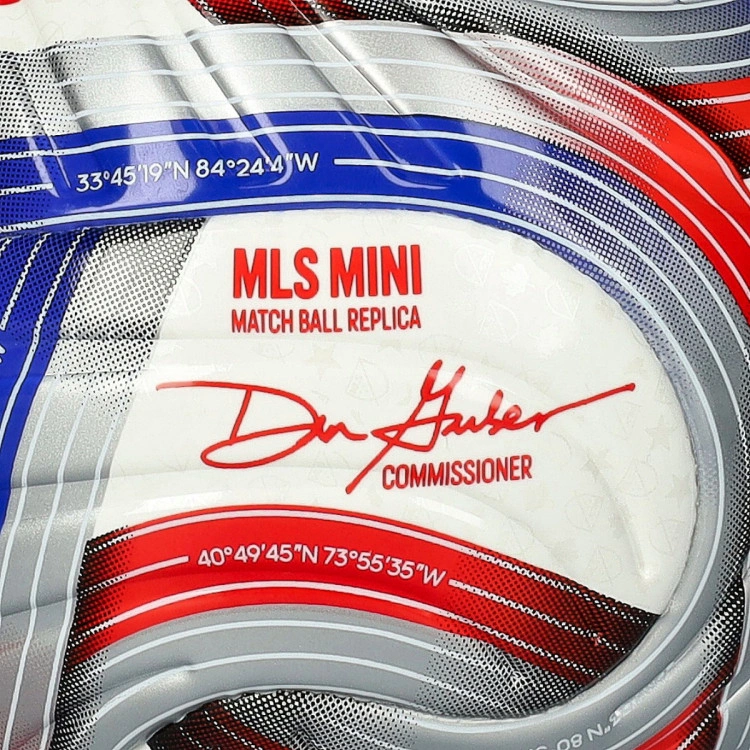 33°45'19"N 84°24'4"W
MLS MINI
MATCH BALL REPLICA
Don Garber
COMMISSIONER
40°49'45"N 73°55'35"W